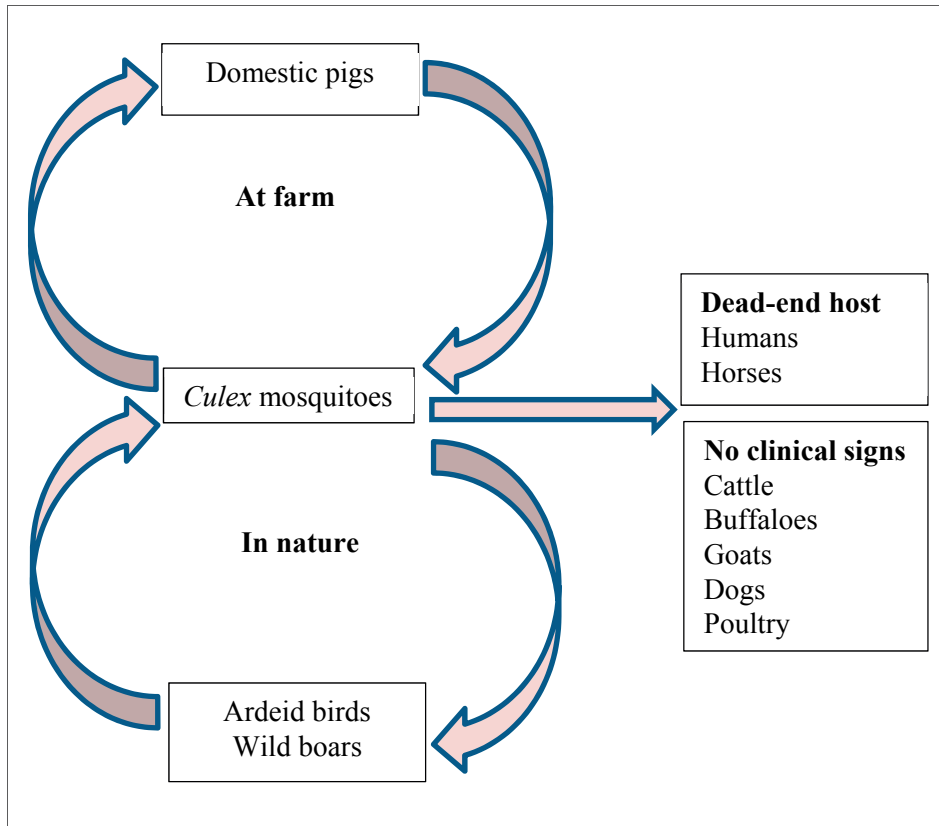 Domestic pigs
At farm
Culex mosquitoes
In nature
Ardeid birds
Wild boars
Dead-end host
Humans
Horses
No clinical signs
Cattle
Buffaloes
Goats
Dogs
Poultry